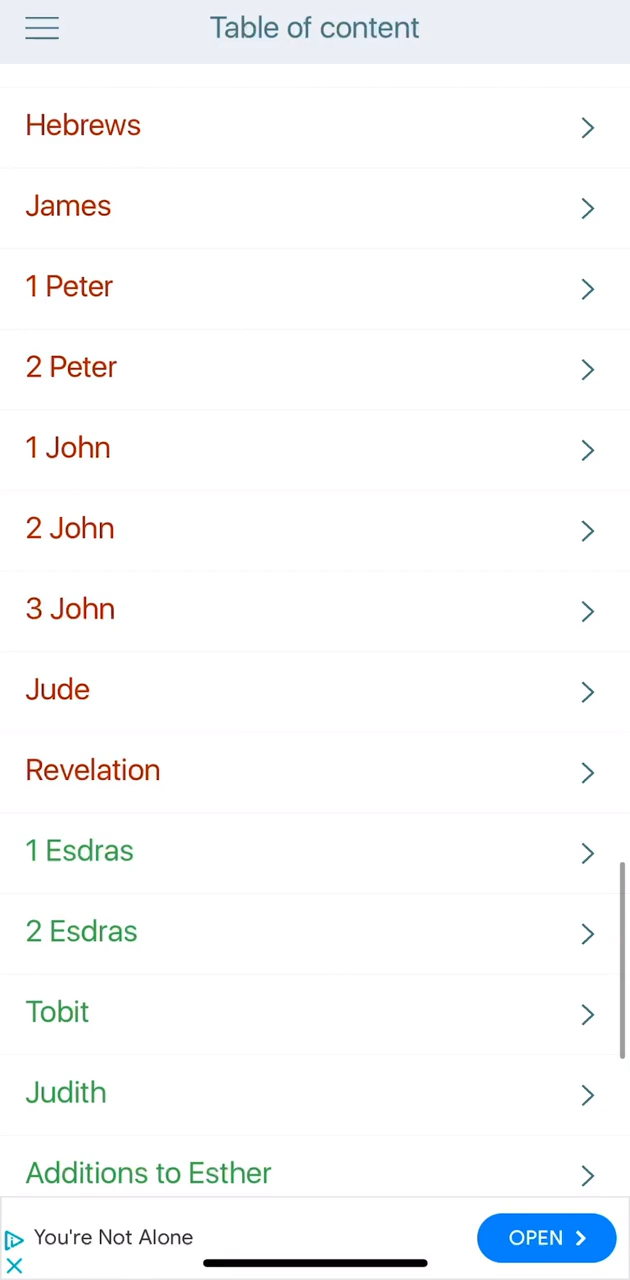 Table of content
Hebrews
James
1 Peter
2 Peter
1 John
2 John
3 John
Jude
Revelation
1 Esdras
2 Esdras
Tobit
Judith
Additions to Esther
You're Not Alone
OPEN